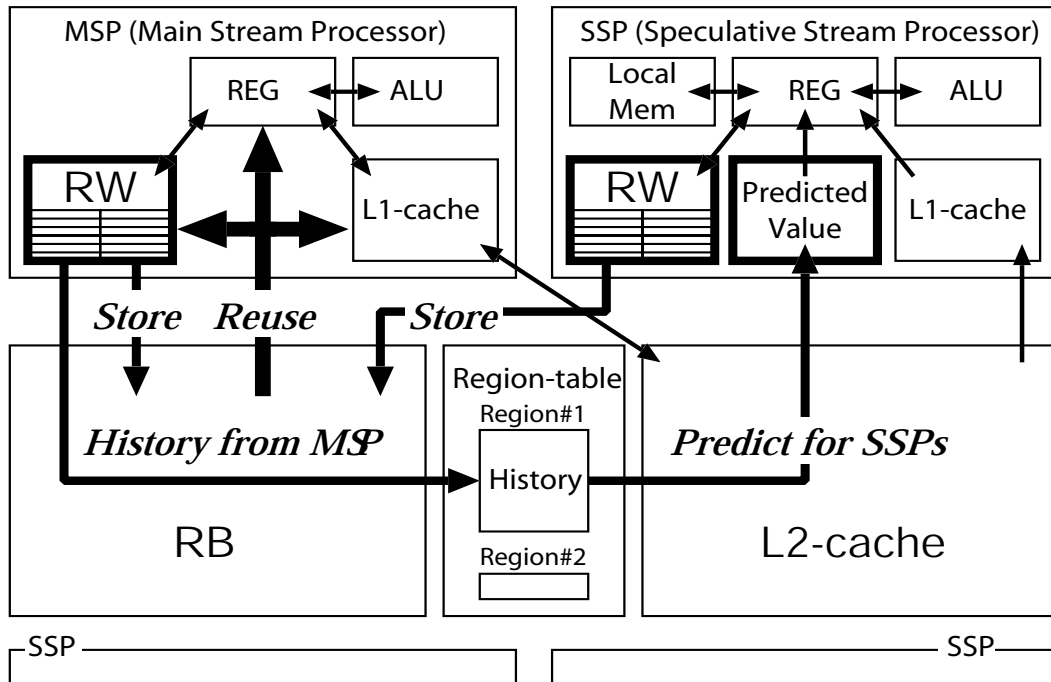 MSP (Main Stream Processor)
REG
ALU
RW
L1-cache
SSP (Speculative Stream Processor)
Local
Mem
REG
ALU
RW
Predicted
Value
L1-cache
Store
Reuse
Store
History from MSP
RB
Region-table
Region#1
History
Region#2
Predict for SSPs
L2-cache
SSP
SSP